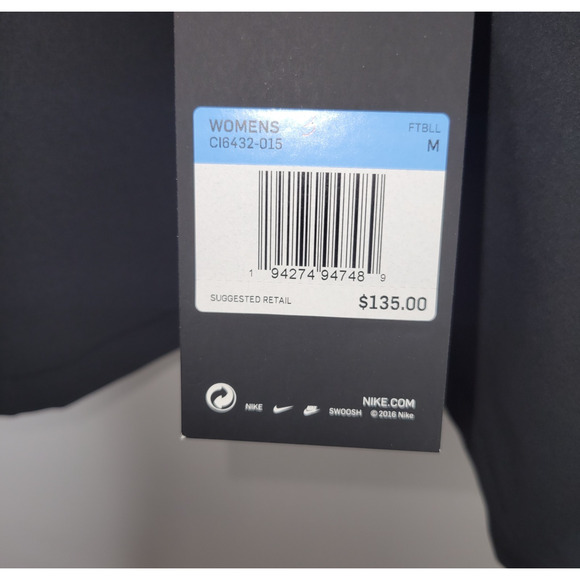 WOMENS FTBLL
CI6432-015 M
1 94274 94748 9
SUGGESTED RETAIL $135.00
NIKE SWOOSH NIKE.COM
© 2016 Nike